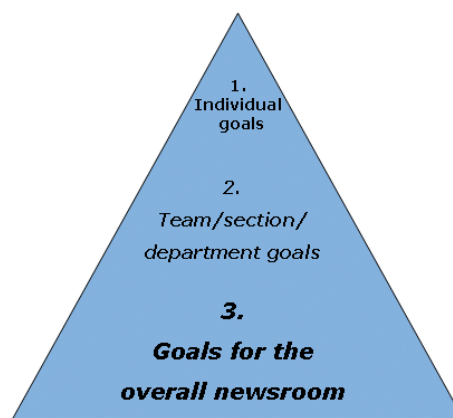 1.
Individual
goals
2.
Team/section/
department goals
3.
Goals for the
overall newsroom